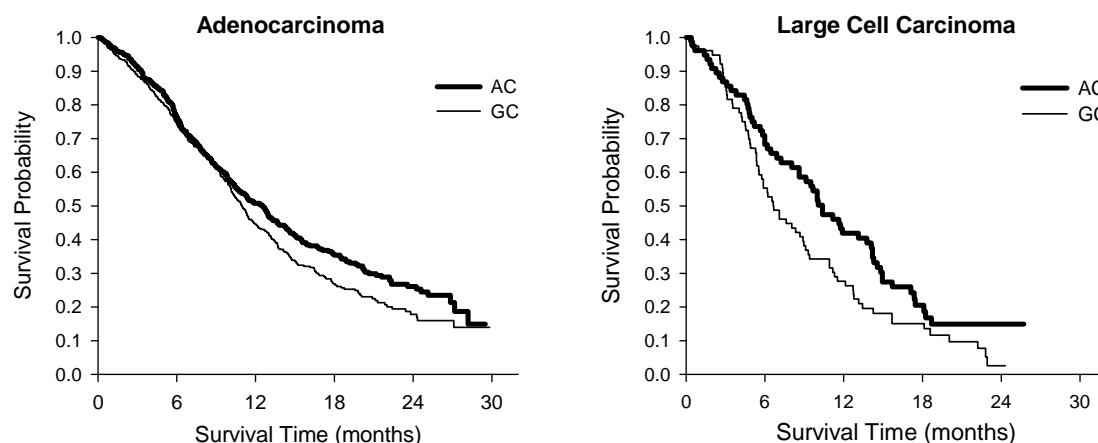 Adenocarcinoma
1.0
0.9
0.8
0.7
0.6
0.5
0.4
0.3
0.2
0.1
0.0
Survival Probability
AC
GC
0 6 12 18 24 30
Survival Time (months)
Large Cell Carcinoma
1.0
0.9
0.8
0.7
0.6
0.5
0.4
0.3
0.2
0.1
0.0
Survival Probability
AC
GC
0 6 12 18 24 30
Survival Time (months)